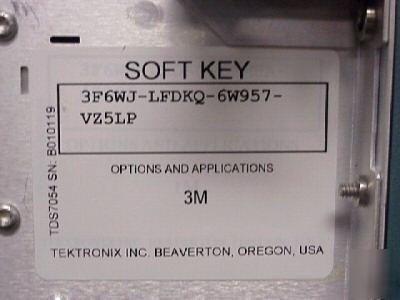 SOFT KEY
3F6WJ-LFDKQ-6W957-
VZ5LP
OPTIONS AND APPLICATIONS
3M
TEKTRONIX INC. BEAVERTON, OREGON, USA
TDS7054 SN: B010119